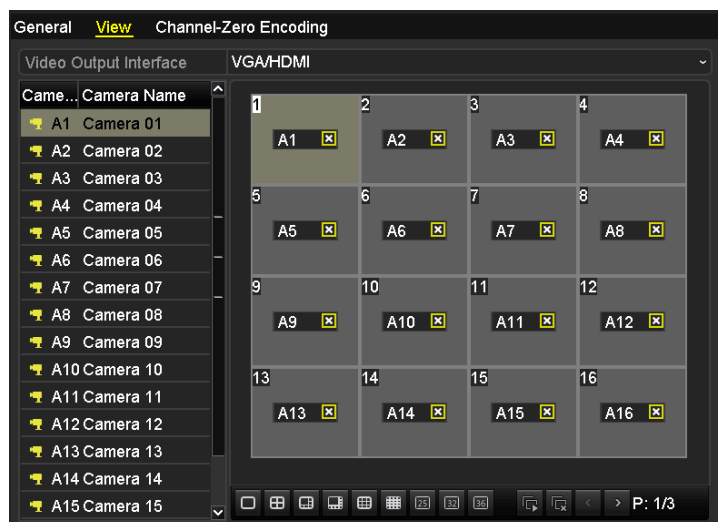 General View Channel-Zero Encoding
Video Output Interface VGA/HDMI
Came... Camera Name
A1 Camera 01
A2 Camera 02
A3 Camera 03
A4 Camera 04
A5 Camera 05
A6 Camera 06
A7 Camera 07
A8 Camera 08
A9 Camera 09
A10 Camera 10
A11 Camera 11
A12 Camera 12
A13 Camera 13
A14 Camera 14
A15 Camera 15
1 2 3 4
A1 A2 A3 A4
5 6 7 8
A5 A6 A7 A8
9 10 11 12
A9 A10 A11 A12
13 14 15 16
A13 A14 A15 A16
25 32 36 P: 1/3